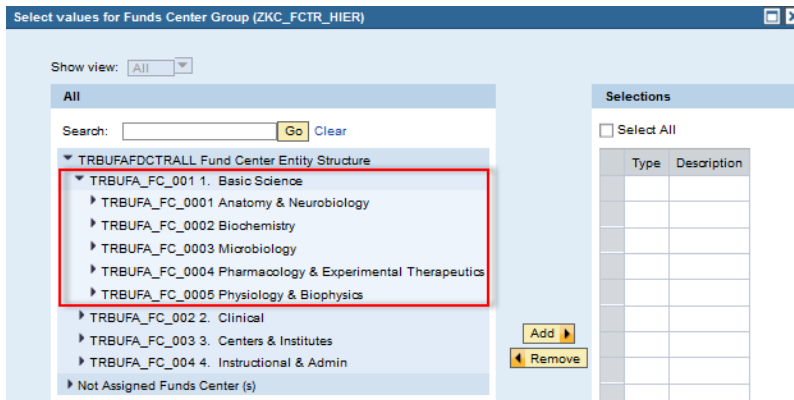 Select values for Funds Center Group (ZKC_FCTR_HIER)
Show view: All
All
Search: Go Clear
TRBUFAFDCTRALL Fund Center Entity Structure
TRBUFA_FC_001 1. Basic Science
TRBUFA_FC_0001 Anatomy & Neurobiology
TRBUFA_FC_0002 Biochemistry
TRBUFA_FC_0003 Microbiology
TRBUFA_FC_0004 Pharmacology & Experimental Therapeutics
TRBUFA_FC_0005 Physiology & Biophysics
TRBUFA_FC_002 2. Clinical
TRBUFA_FC_003 3. Centers & Institutes
TRBUFA_FC_004 4. Instructional & Admin
Not Assigned Funds Center (s)
Add
Remove
Selections
Select All
Type Description